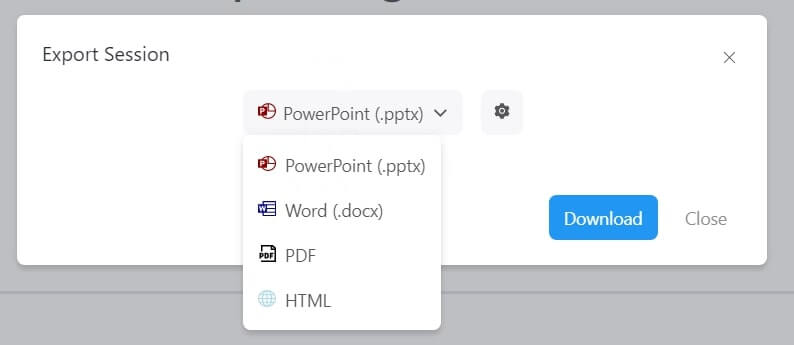 Export Session
PowerPoint (.pptx)
PowerPoint (.pptx)
Word (.docx)
PDF
HTML
Download
Close